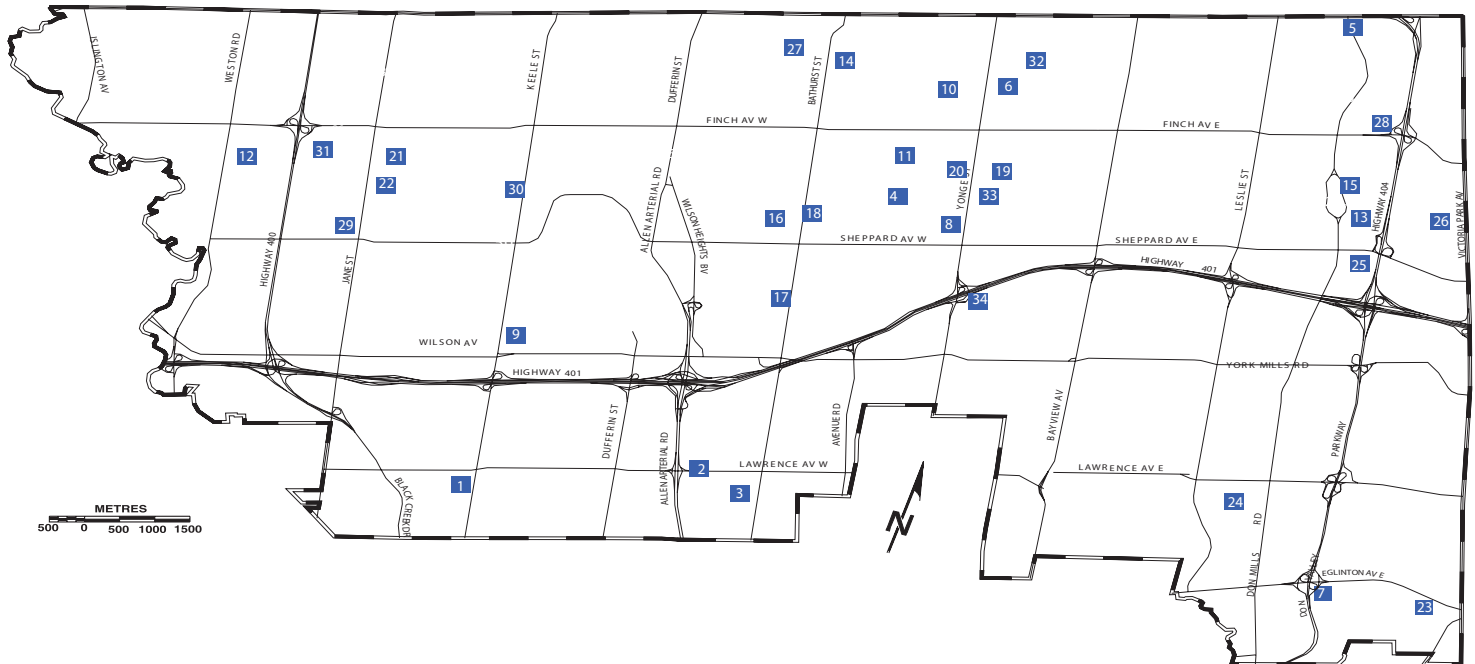 ISLINGTON AV
WESTON RD
KEELE ST
DUFFERIN ST
BATHURST ST
27
14
10
6
32
5
FINCH AV W
FINCH AV E
28
12
31
21
22
30
29
11
20
19
4
33
8
YONGE ST
LESLIE ST
15
13
26
HIGHWAY 404
VICTORIA PARK AV
ALLEN ARTERIAL RD
WILSON HEIGHTS BV
16
18
SHEPPARD AV W
SHEPPARD AV E
HIGHWAY 400
JANE ST
25
HIGHWAY 401
17
34
9
WILSON AV
HIGHWAY 401
YORK MILLS RD
DUFFERIN ST
AVENUE RD
BAYVIEW AV
PARKWAY
ALLEN ARTERIAL RD
2
LAWRENCE AV W
LAWRENCE AV E
1
3
BLACK CREEK DR
24
METRES
500 0 500 1000 1500
N
DON MILLS RD
DON VALLEY
EGLINTON AV E
7
23